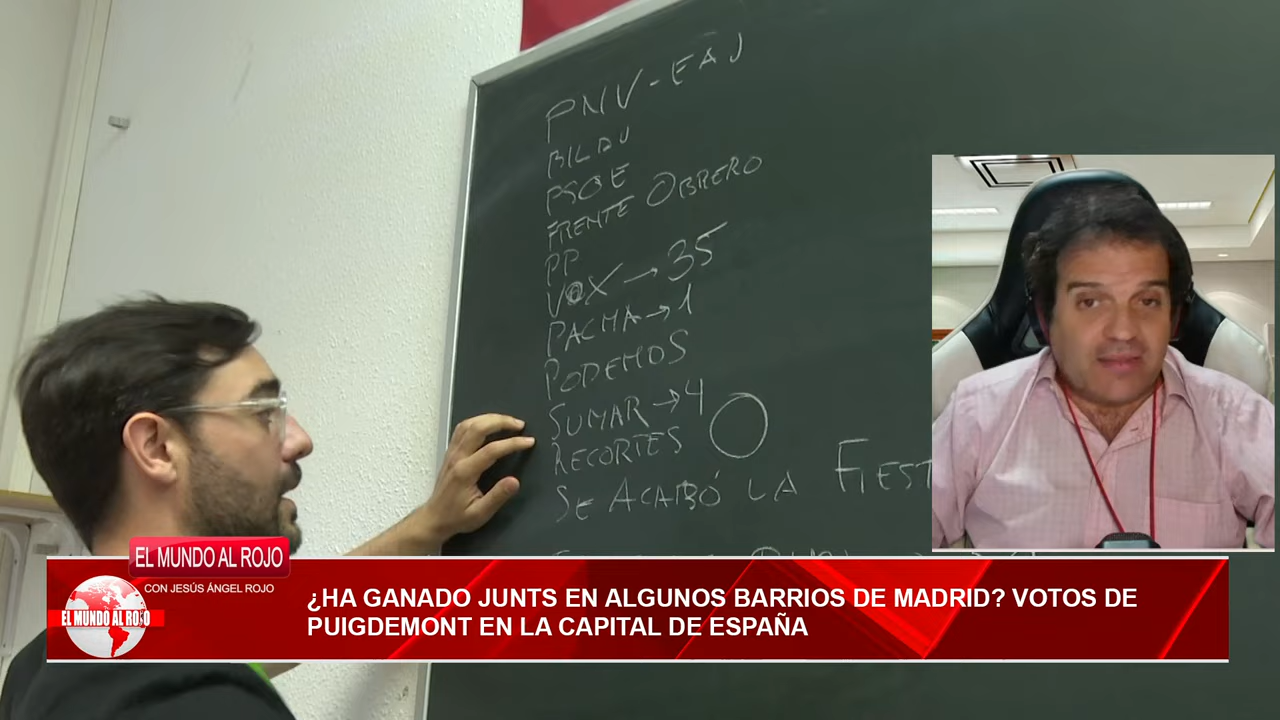 PNV-EAJ
BILDU
PSOE
FRENTE OBRERO
PP
VOX→35
PACMA→1
PODEMOS
SUMAR→4
RECORTES
SE ACABÓ LA FIEST
EL MUNDO AL ROJO
CON JESÚS ÁNGEL ROJO
EL MUNDO AL ROJO
¿HA GANADO JUNTS EN ALGUNOS BARRIOS DE MADRID? VOTOS DE
PUIGDEMONT EN LA CAPITAL DE ESPAÑA